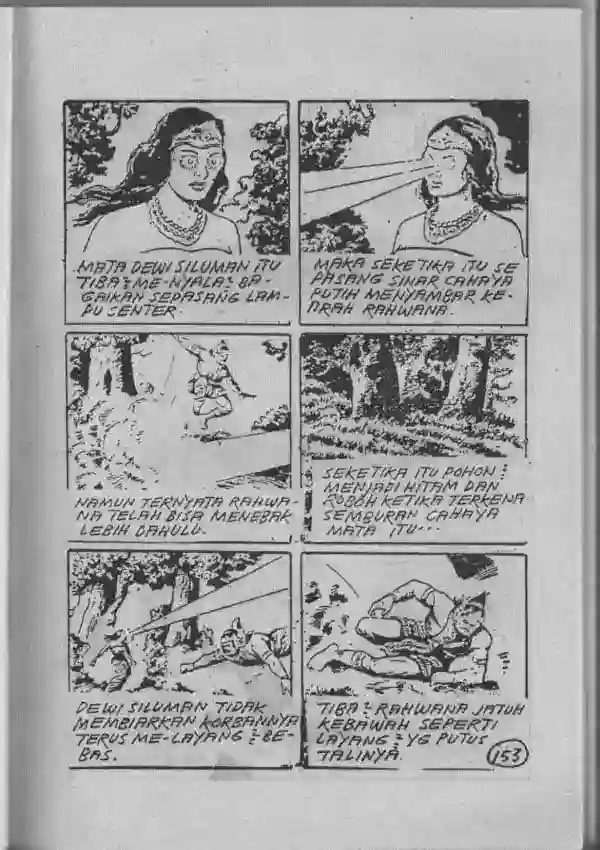 MATA DEWI SILUMAN ITU
TIBA² ME-NYALA² BA-
GAIKAN SEPASANG LAM-
PU SENTER.
MAKA SEKETIKA ITU SE
PASANG SINAR CAHAYA
PUTIH MENYAMBAR KE-
ARAH RAHWANA.
NAMUN TERNYATA RAHWA-
NA TELAH BISA MENEBAK
LEBIH DAHULU.
SEKETIKA ITU POHON²
MENJADI HITAM DAN
ROBOH KETIKA TERKENA
SEMBURAN CAHAYA
MATA ITU...
DEWI SILUMAN TIDAK
MEMBIARKAN KORBANNYA
TERUS ME-LAYANG² BE-
BAS.
TIBA² RAHWANA JATUH
KEBAWAH SEPERTI
LAYANG² YG PUTUS
TALINYA.
153